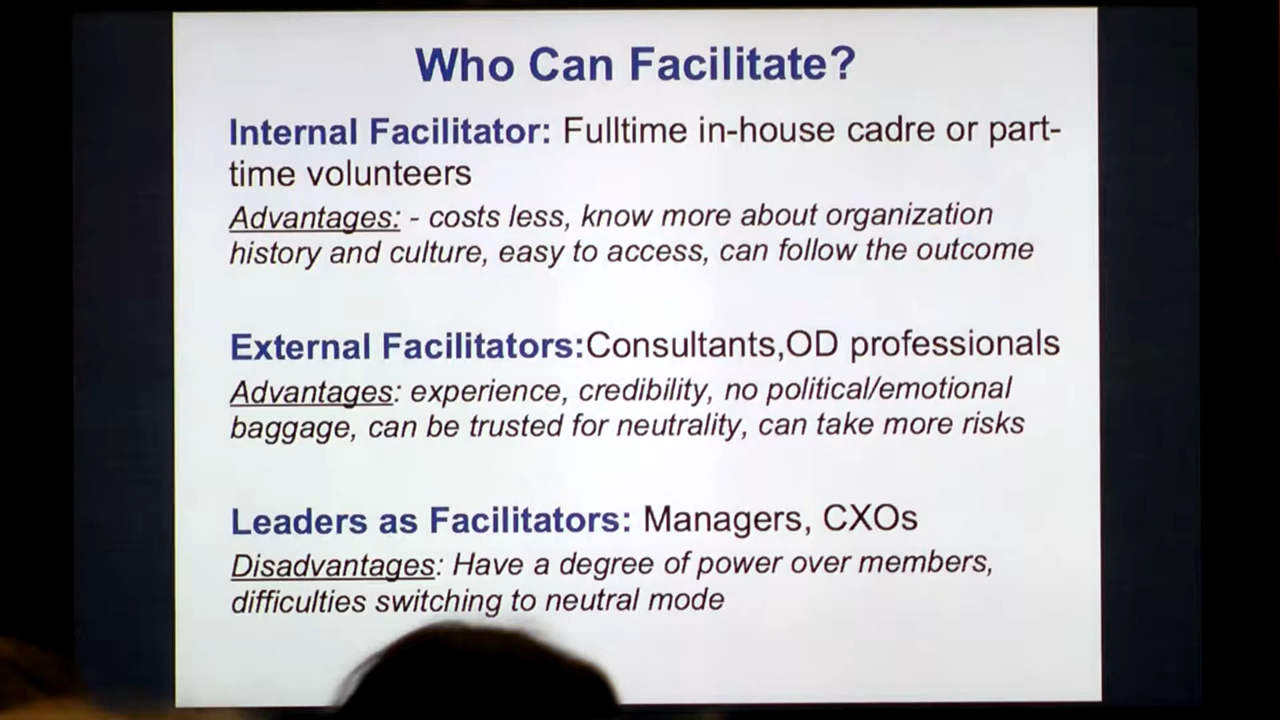 Who Can Facilitate?
Internal Facilitator: Fulltime in-house cadre or part-
time volunteers
Advantages: - costs less, know more about organization
history and culture, easy to access, can follow the outcome
External Facilitators:Consultants,OD professionals
Advantages: experience, credibility, no political/emotional
baggage, can be trusted for neutrality, can take more risks
Leaders as Facilitators: Managers, CXOs
Disadvantages: Have a degree of power over members,
difficulties switching to neutral mode